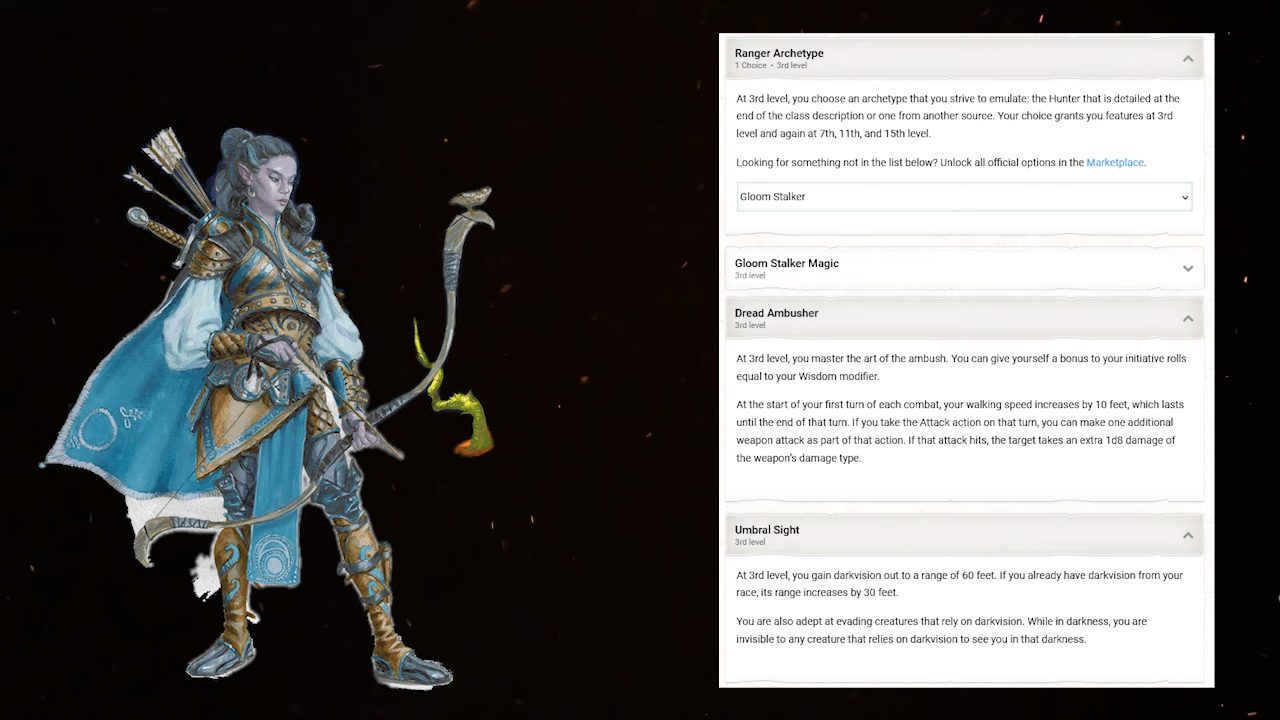 Ranger Archetype
1 Choice • 3rd level
At 3rd level, you choose an archetype that you strive to emulate: the Hunter that is detailed at the
end of the class description or one from another source. Your choice grants you features at 3rd
level and again at 7th, 11th, and 15th level.
Looking for something not in the list below? Unlock all official options in the Marketplace.
Gloom Stalker
Gloom Stalker Magic
3rd level
Dread Ambusher
3rd level
At 3rd level, you master the art of the ambush. You can give yourself a bonus to your initiative rolls
equal to your Wisdom modifier.
At the start of your first turn of each combat, your walking speed increases by 10 feet, which lasts
until the end of that turn. If you take the Attack action on that turn, you can make one additional
weapon attack as part of that action. If that attack hits, the target takes an extra 1d8 damage of
the weapon’s damage type.
Umbral Sight
3rd level
At 3rd level, you gain darkvision out to a range of 60 feet. If you already have darkvision from your
race, its range increases by 30 feet.
You are also adept at evading creatures that rely on darkvision. While in darkness, you are
invisible to any creature that relies on darkvision to see you in that darkness.